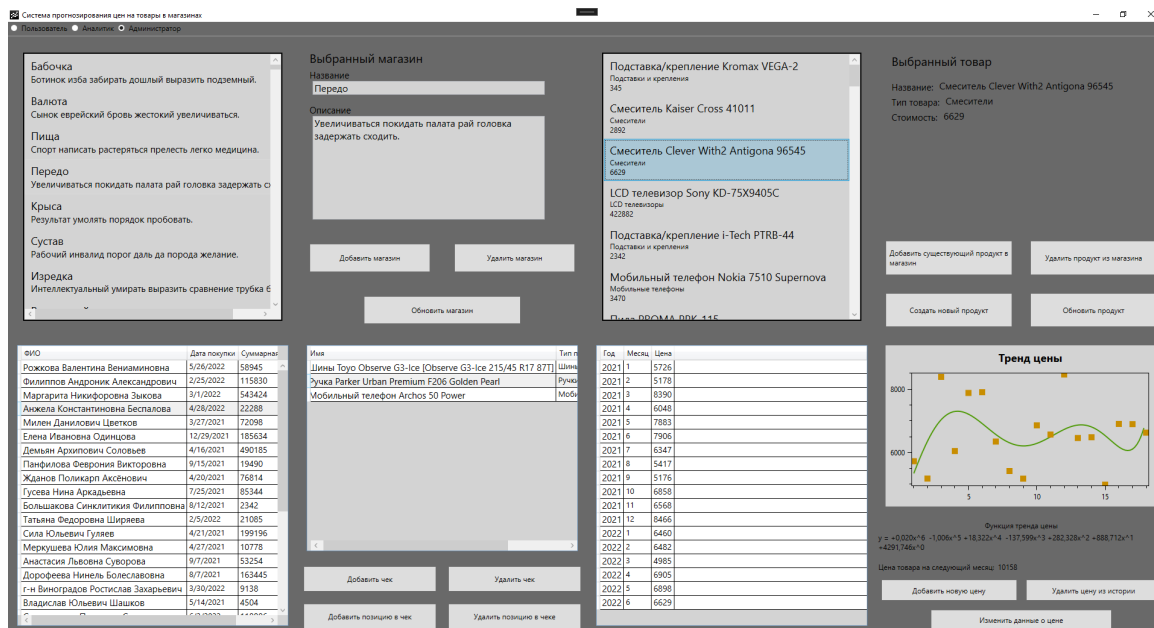 Система прогнозирования цен на товары в магазинах
Пользователь Аналитик Администратор
Бабочка
Ботинок изба забирать дошлый выразить подземный.
Валюта
Сынок еврейский бровь жестокий увеличиваться.
Пища
Спорт написать растеряться прелесть легко медицина.
Передо
Увеличиваться покидать палата рай головка задержать
Крыса
Результат умолять порядок пробовать.
Сустав
Рабочий инвалид порог даль да порода желание.
Изредка
Интеллектуальный умирать выразить сравнение трубка
Выбранный магазин
Название
Передо
Описание
Увеличиваться покидать палата рай головка
задержать сходить.
Добавить магазин
Удалить магазин
Обновить магазин
Подставка/крепление Kromax VEGA-2
Подставки и крепления
345
Смеситель Kaiser Cross 41011
Смесители
2892
Смеситель Clever With2 Antigona 96545
Смесители
6629
LCD телевизор Sony KD-75X9405C
LCD телевизоры
422882
Подставка/крепление i-Tech PTRB-44
Подставки и крепления
2342
Мобильный телефон Nokia 7510 Supernova
Мобильные телефоны
3470
Пила PROMA PPK-115
Выбранный товар
Название: Смеситель Clever With2 Antigona 96545
Тип товара: Смесители
Стоимость: 6629
Добавить существующий продукт в
магазин
Удалить продукт из магазина
Создать новый продукт
Обновить продукт
ФИО Дата покупки Суммарная
Рожкова Валентина Вениаминовна 5/26/2022 58945
Филиппов Андроник Александрович 2/25/2022 115830
Маргарита Никифоровна Зыкова 3/1/2022 543424
Анжела Константиновна Беспалова 4/28/2022 22288
Милен Данилович Цветков 3/27/2021 72098
Елена Ивановна Одинцова 12/29/2021 185634
Демьян Архипович Соловьев 4/16/2021 490185
Панфилова Феврония Викторовна 9/15/2021 19490
Жданов Поликарп Аксёнович 4/20/2021 76814
Гусева Нина Аркадьевна 7/25/2021 85344
Большакова Синклитикия Филипповна 8/12/2021 2342
Татьяна Федоровна Ширяева 2/5/2022 21085
Сила Юльевич Гуляев 4/21/2021 199196
Меркушева Юлия Максимовна 4/27/2021 10778
Анастасия Львовна Суворова 9/7/2021 53254
Дорофеева Нинель Болеславовна 8/7/2021 163445
г-н Виноградов Ростислав Захарьевич 3/30/2022 9138
Владислав Юльевич Шашков 5/14/2021 4504
Имя Тип п
Шины Toyo Observe G3-Ice [Observe G3-Ice 215/45 R17 87T] Шины
Ручка Parker Urban Premium F206 Golden Pearl Ручки
Мобильный телефон Archos 50 Power Моби
Добавить чек
Удалить чек
Добавить позицию в чек
Удалить позицию в чеке
Год Месяц Цена
2021 1 5726
2021 2 5178
2021 3 8390
2021 4 6048
2021 5 7883
2021 6 7906
2021 7 6347
2021 8 5417
2021 9 5176
2021 10 6858
2021 11 6568
2021 12 8466
2022 1 6460
2022 2 6482
2022 3 4985
2022 4 6905
2022 5 6898
2022 6 6629
Тренд цены
8000
6000
5 10 15
Функция тренда цены
y = +0,020x^6 -1,006x^5 +18,322x^4 -137,599x^3 +282,328x^2 +888,712x^1
+4291,746x^0
Цена товара на следующий месяц: 10158
Добавить новую цену
Удалить цену из истории
Изменить данные о цене